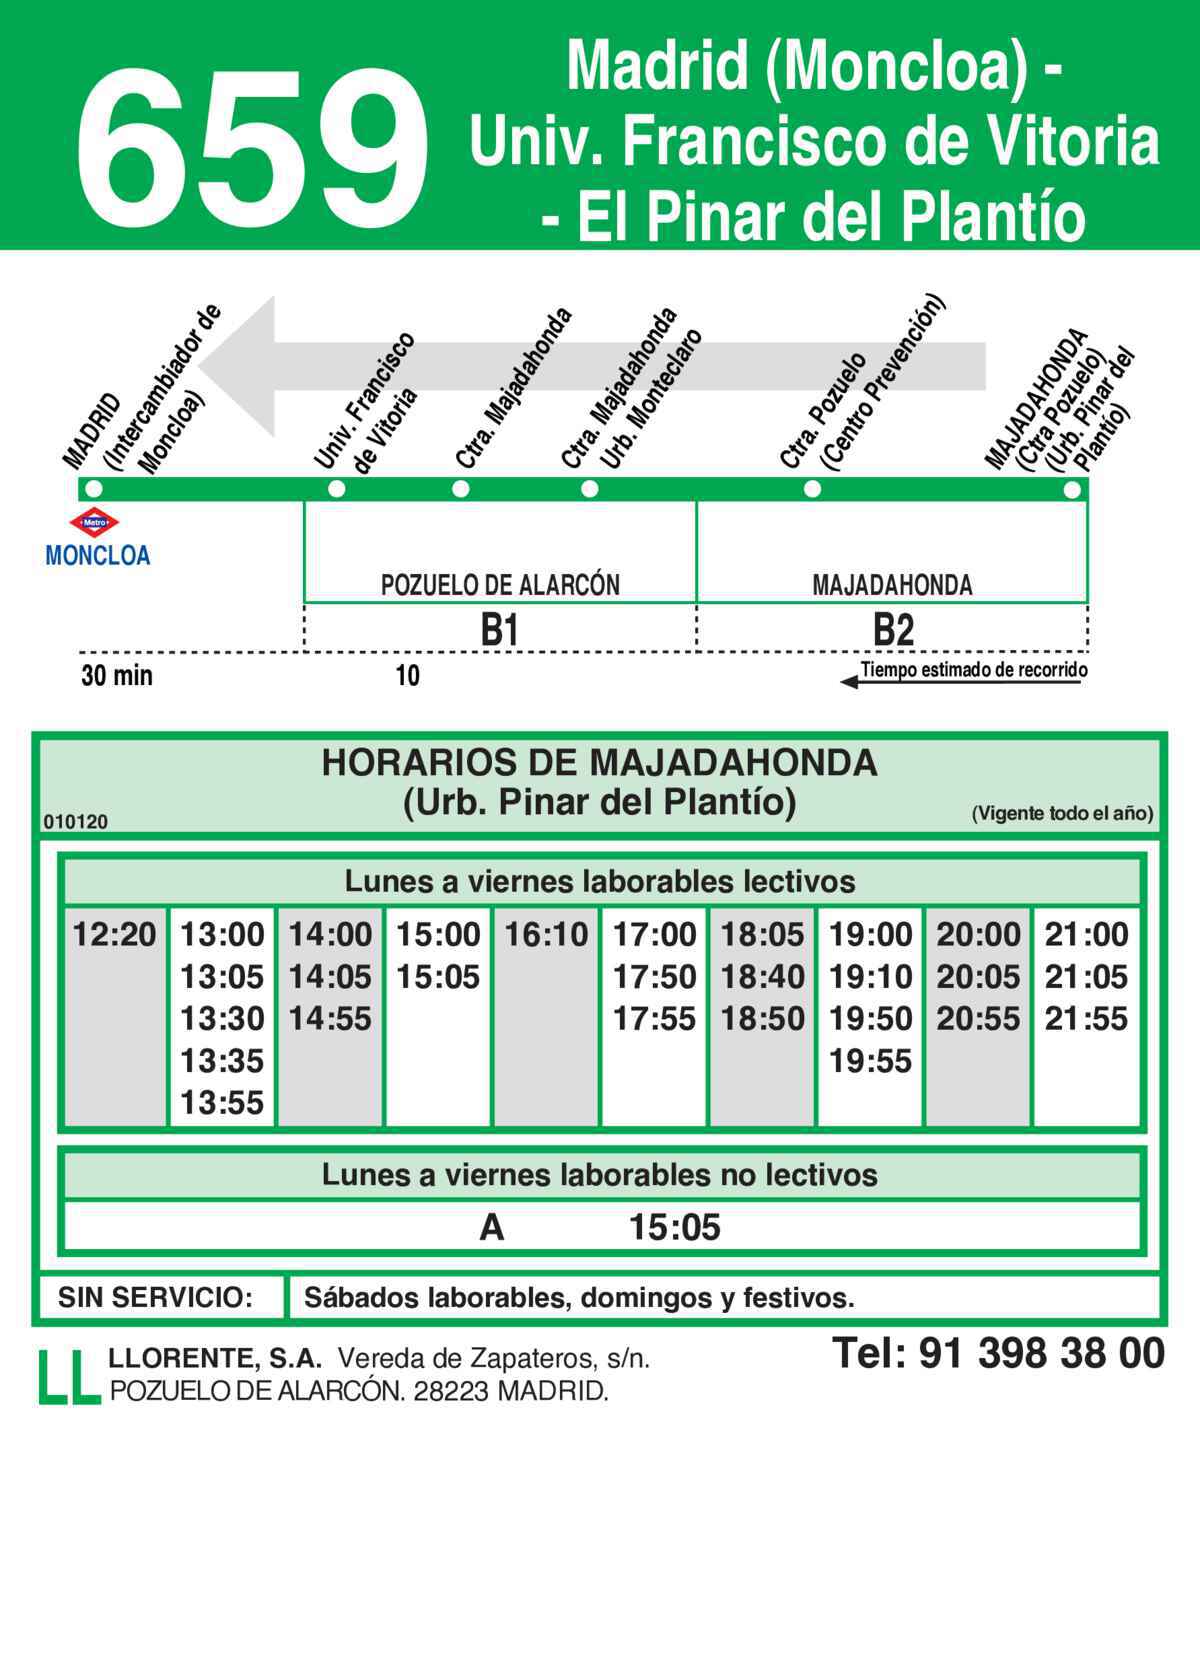 659
Madrid (Moncloa) -
Univ. Francisco de Vitoria
- El Pinar del Plantío
MADRID
(Intercambiador de
Moncloa)
Univ. Francisco
de Vitoria
Ctra. Majadahonda
Ctra. Majadahonda
Urb. Monteclaro
Ctra. Pozuelo
(Centro Prevención)
MAJADAHONDA
(Ctra Pozuelo)
(Urb. Pinar del
Plantío)
Metro
MONCLOA
POZUELO DE ALARCÓN
MAJADAHONDA
B1
B2
30 min
10
Tiempo estimado de recorrido
HORARIOS DE MAJADAHONDA
(Urb. Pinar del Plantío)
010120
(Vigente todo el año)
Lunes a viernes laborables lectivos
12:20 13:00 14:00 15:00 16:10 17:00 18:05 19:00 20:00 21:00
13:05 14:05 15:05 17:50 18:40 19:10 20:05 21:05
13:30 14:55 17:55 18:50 19:50 20:55 21:55
13:35 19:55
13:55
Lunes a viernes laborables no lectivos
A 15:05
SIN SERVICIO: Sábados laborables, domingos y festivos.
LL
LLORENTE, S.A. Vereda de Zapateros, s/n.
POZUELO DE ALARCÓN. 28223 MADRID.
Tel: 91 398 38 00